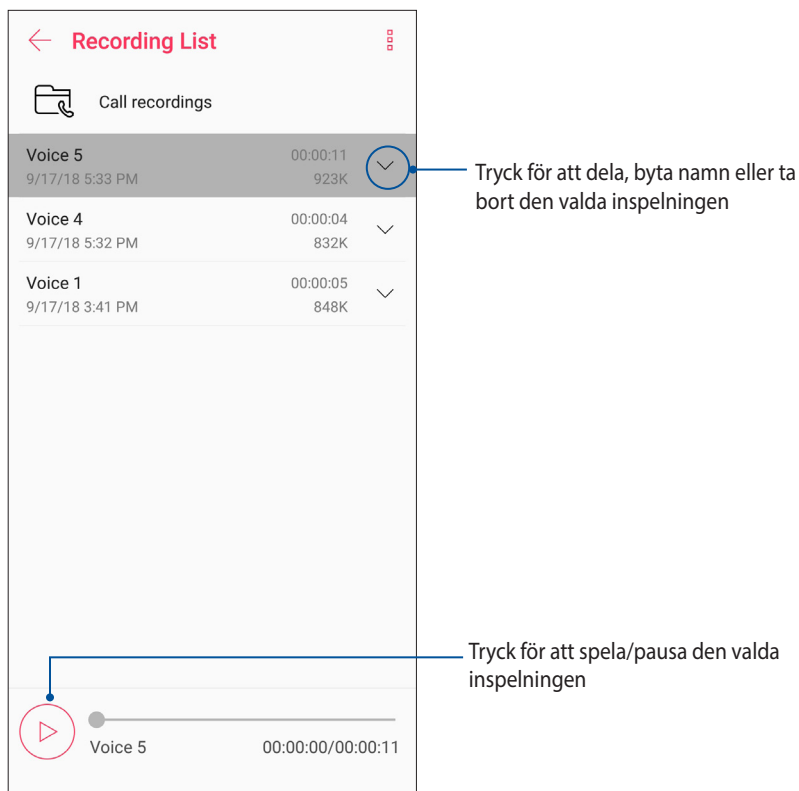 Recording List
Call recordings
Voice 5 00:00:11
9/17/18 5:33 PM 923K
Tryck för att dela, byta namn eller ta
bort den valda inspelningen
Voice 4 00:00:04
9/17/18 5:32 PM 832K
Voice 1 00:00:05
9/17/18 3:41 PM 848K
Tryck för att spela/pausa den valda
inspelningen
Voice 5 00:00:00/00:00:11